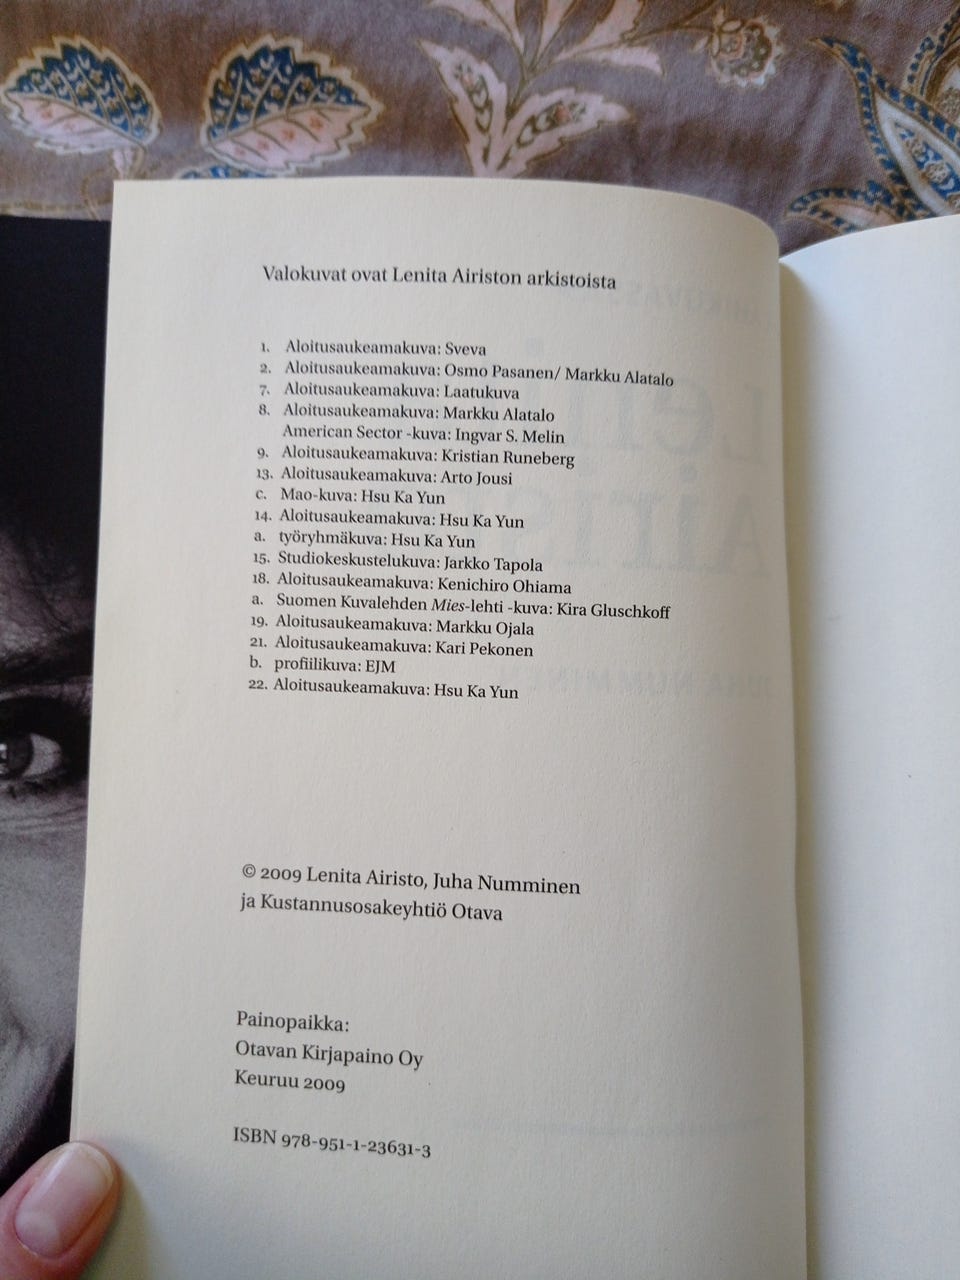 Valokuvat ovat Lenita Airiston arkistoista
1. Aloitusaukeamakuva: Sveva
2. Aloitusaukeamakuva: Osmo Pasanen/ Markku Alatalo
7. Aloitusaukeamakuva: Laatukuva
8. Aloitusaukeamakuva: Markku Alatalo
American Sector -kuva: Ingvar S. Melin
9. Aloitusaukeamakuva: Kristian Runeberg
13. Aloitusaukeamakuva: Arto Jousi
c. Mao-kuva: Hsu Ka Yun
14. Aloitusaukeamakuva: Hsu Ka Yun
a. työryhmäkuva: Hsu Ka Yun
15. Studiokeskustelukuva: Jarkko Tapola
18. Aloitusaukeamakuva: Kenichiro Ohiama
a. Suomen Kuvalehden Mies-lehti -kuva: Kira Gluschkoff
19. Aloitusaukeamakuva: Markku Ojala
21. Aloitusaukeamakuva: Kari Pekonen
b. profiilikuva: EJM
22. Aloitusaukeamakuva: Hsu Ka Yun
© 2009 Lenita Airisto, Juha Numminen
ja Kustannusosakeyhtiö Otava
Painopaikka:
Otavan Kirjapaino Oy
Keuruu 2009
ISBN 978-951-1-23631-3